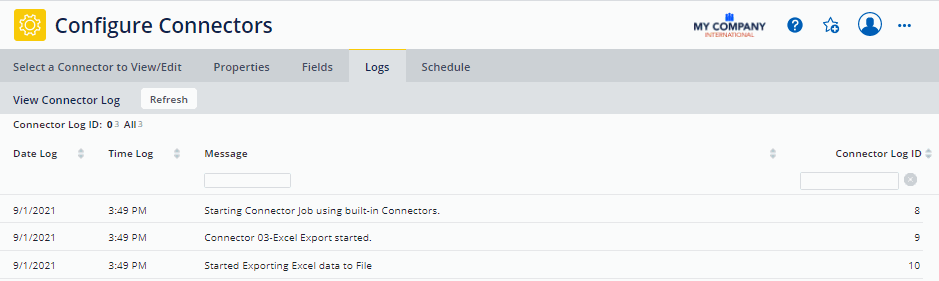 Configure Connectors
MY COMPANY
INTERNATIONAL
Select a Connector to View/Edit Properties Fields Logs Schedule
View Connector Log Refresh
Connector Log ID: 0 3 All 3
Date Log Time Log Message Connector Log ID
9/1/2021 3:49 PM Starting Connector Job using built-in Connectors. 8
9/1/2021 3:49 PM Connector 03-Excel Export started. 9
9/1/2021 3:49 PM Started Exporting Excel data to File 10